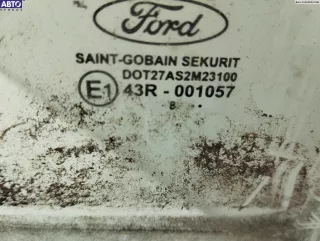 АВТО
Ford
SAINT-GOBAIN SEKURIT
DOT27AS2M23100
E1 43R - 001057
8 ..